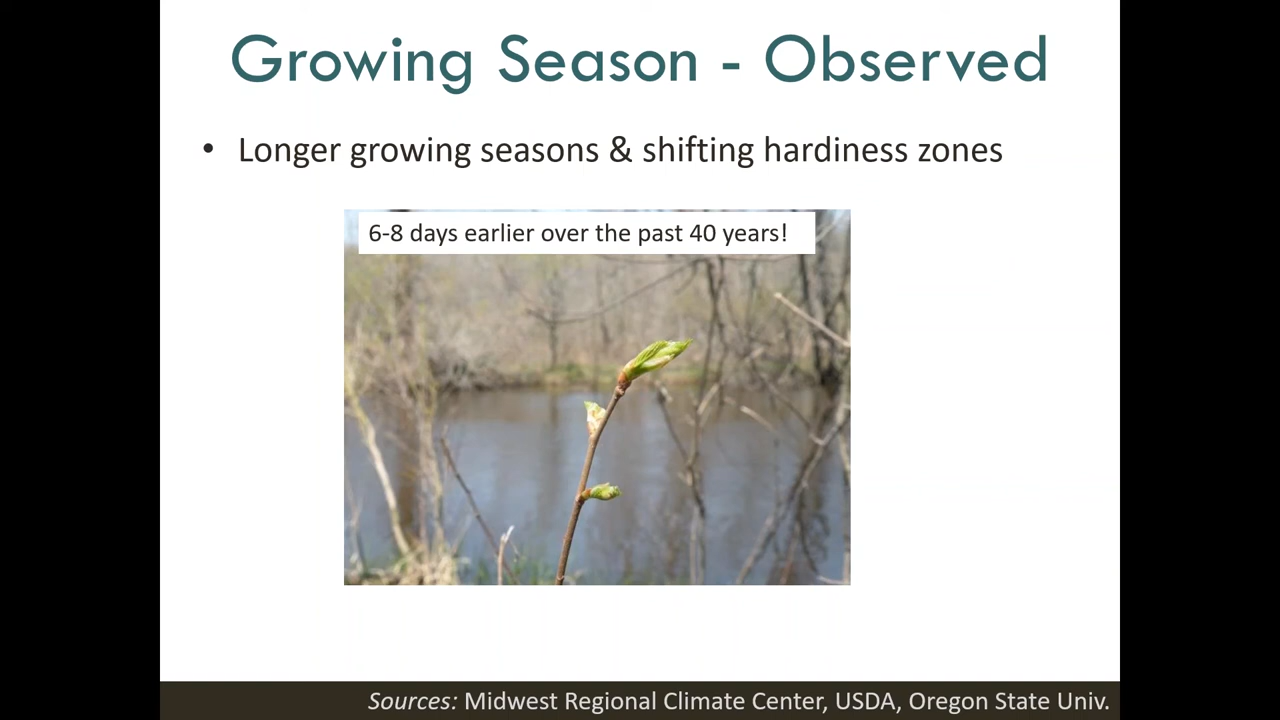 Growing Season - Observed
• Longer growing seasons & shifting hardiness zones
6-8 days earlier over the past 40 years!
Sources: Midwest Regional Climate Center, USDA, Oregon State Univ.